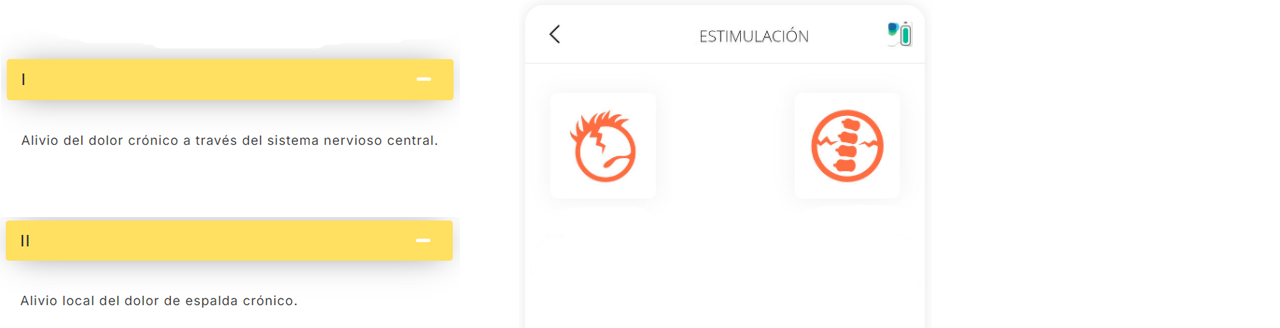 I
Alivio del dolor crónico a través del sistema nervioso central.
II
Alivio local del dolor de espalda crónico.
ESTIMULACIÓN